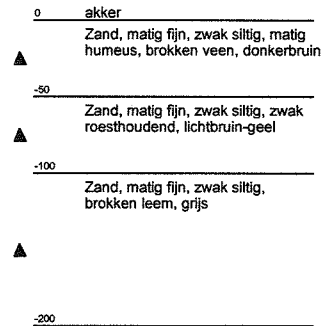 0 akker
Zand, matig fijn, zwak siltig, matig
humeus, brokken veen, donkerbruin
-50
Zand, matig fijn, zwak siltig, zwak
roesthoudend, lichtbruin-geel
-100
Zand, matig fijn, zwak siltig,
brokken leem, grijs
-200